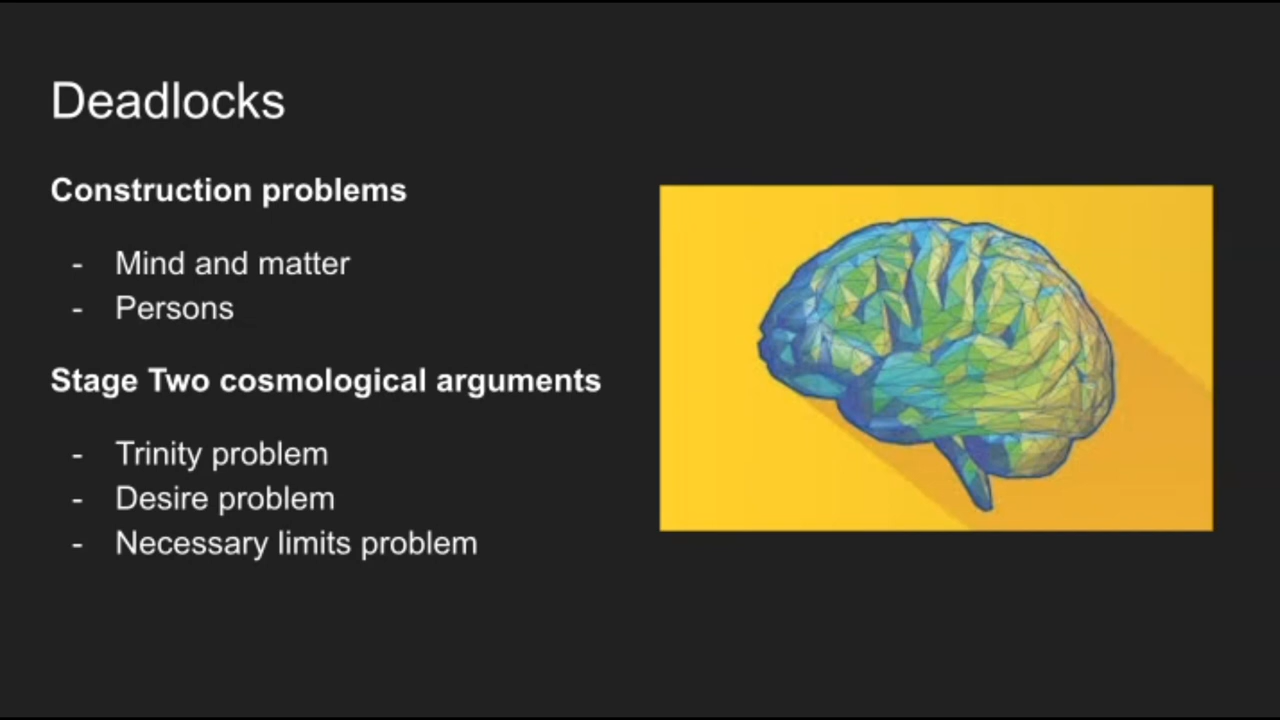 Deadlocks
Construction problems
- Mind and matter
- Persons
Stage Two cosmological arguments
- Trinity problem
- Desire problem
- Necessary limits problem